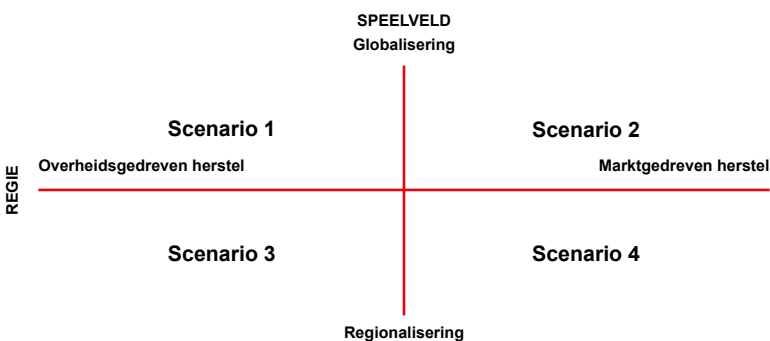 SPEELVELD
Globalisering
Scenario 1
Scenario 2
REGIE
Overheidsgedreven herstel
Marktgedreven herstel
Scenario 3
Scenario 4
Regionalisering